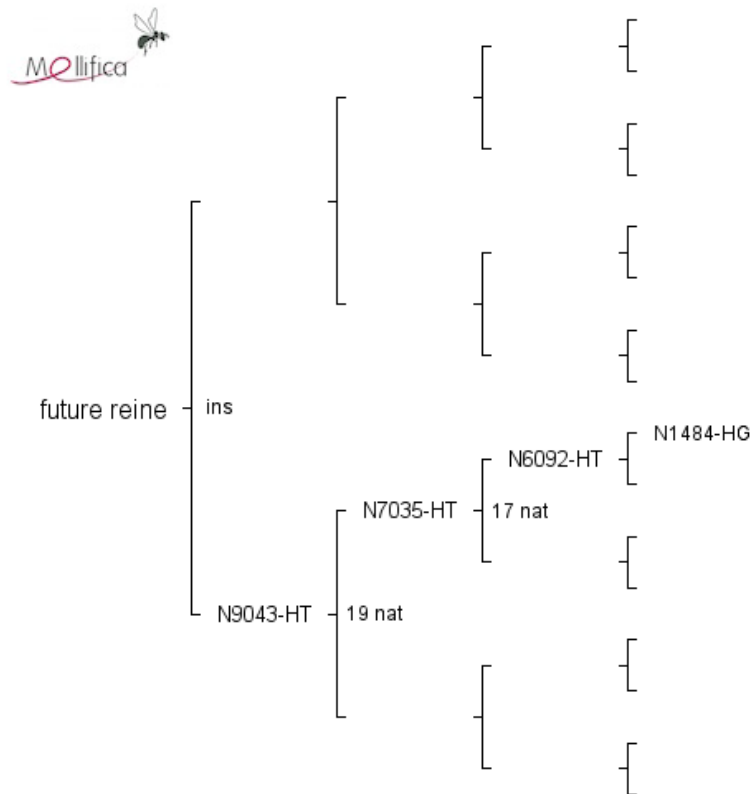 Mellifica
future reine
ins
N1484-HG
N6092-HT
N7035-HT
17 nat
N9043-HT
19 nat